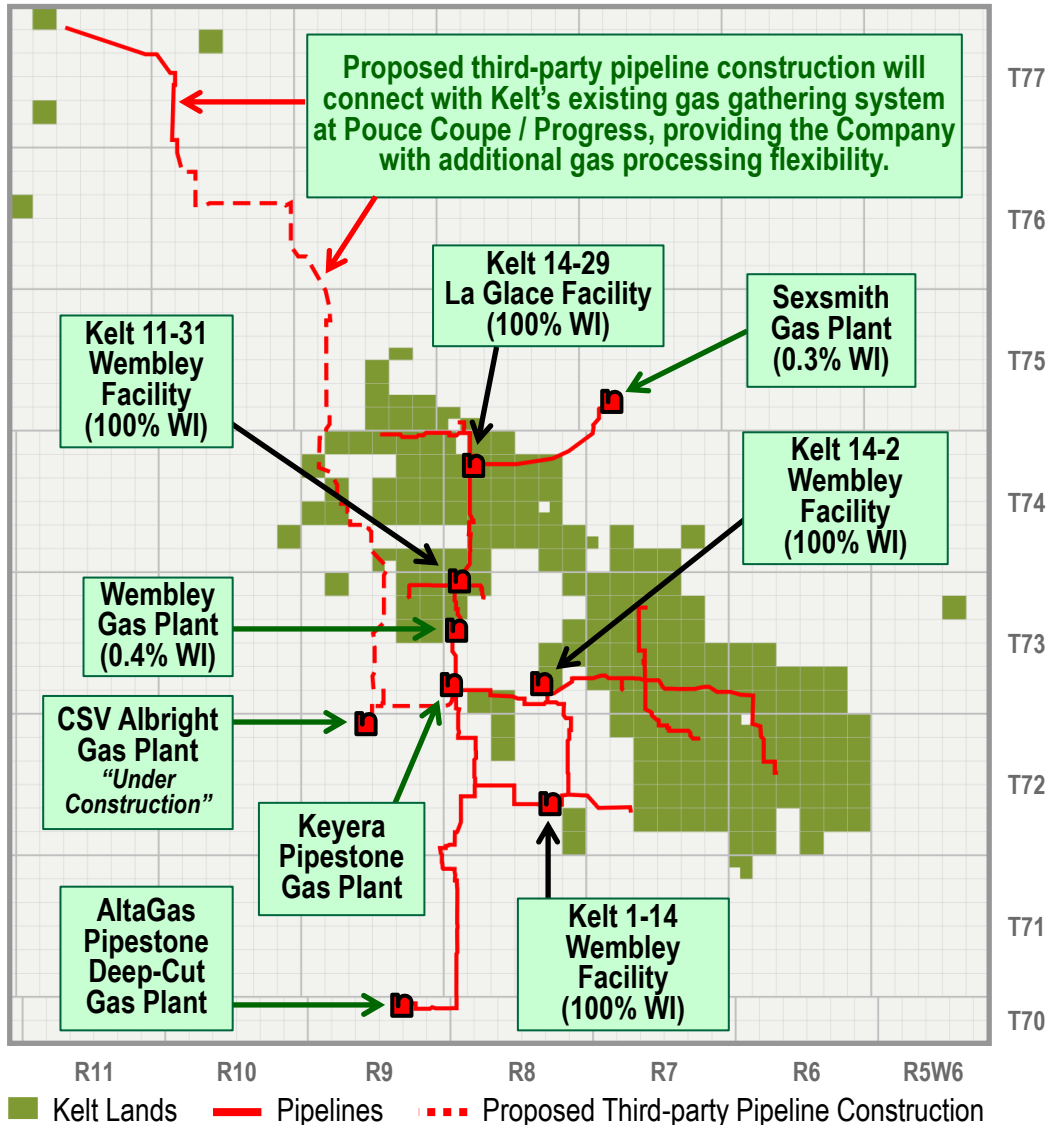 Proposed third-party pipeline construction will
connect with Kelt's existing gas gathering system
at Pouce Coupe / Progress, providing the Company
with additional gas processing flexibility.
T77
T76
Kelt 14-29
La Glace Facility
(100% WI)
Sexsmith
Gas Plant
(0.3% WI)
Kelt 11-31
Wembley
Facility
(100% WI)
T75
Kelt 14-2
Wembley
Facility
(100% WI)
T74
Wembley
Gas Plant
(0.4% WI)
T73
CSV Albright
Gas Plant
“Under
Construction”
T72
Keyera
Pipestone
Gas Plant
AltaGas
Pipestone
Deep-Cut
Gas Plant
Kelt 1-14
Wembley
Facility
(100% WI)
T71
T70
R11 R10 R9 R8 R7 R6 R5W6
Kelt Lands Pipelines Proposed Third-party Pipeline Construction